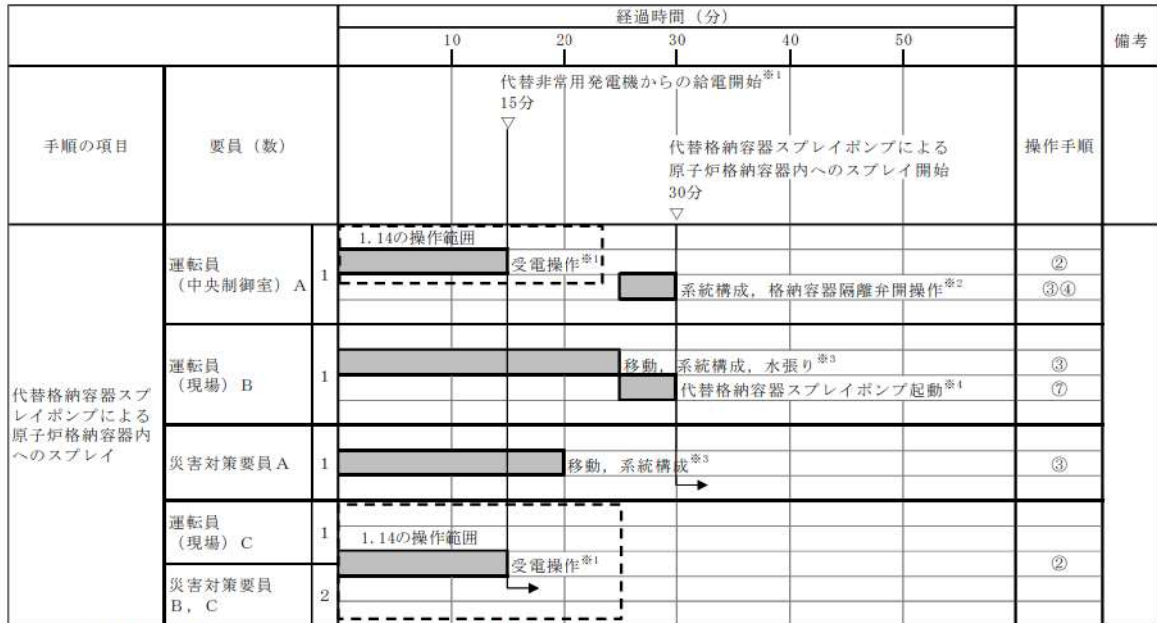 経過時間（分）
10 20 30 40 50
備考
手順の項目
要員（数）
操作手順
代替非常用発電機からの給電開始※1
15分
▽
代替格納容器スプレイポンプによる
原子炉格納容器内へのスプレイ開始
30分
▽
代替格納容器スプ
レイポンプによる
原子炉格納容器内
へのスプレイ
運転員
（中央制御室）A
1
1.14の操作範囲
受電操作※1
②
系統構成，格納容器隔離弁開操作※2
③④
運転員
（現場）B
1
移動，系統構成，水張り※3
③
代替格納容器スプレイポンプ起動※4
⑦
災害対策要員A
1
移動，系統構成※3
③
運転員
（現場）C
1
1.14の操作範囲
受電操作※1
②
災害対策要員
B，C
2